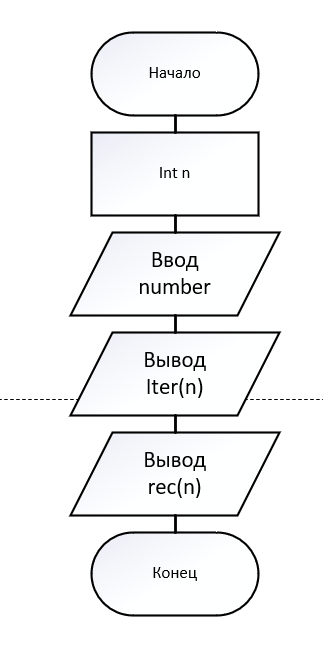 Начало
Int n
Ввод
number
Вывод
Iter(n)
Вывод
rec(n)
Конец